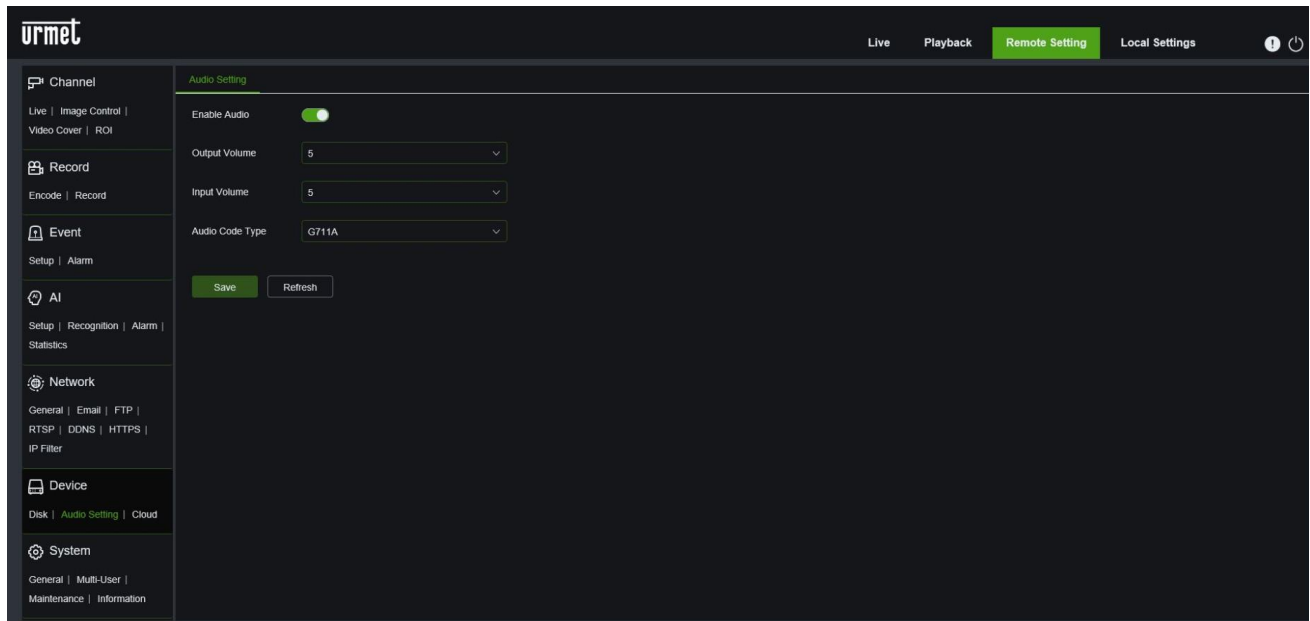 urmet
Live Playback Remote Setting Local Settings
Channel
Live | Image Control |
Video Cover | ROI
Record
Encode | Record
Event
Setup | Alarm
AI
Setup | Recognition | Alarm |
Statistics
Network
General | Email | FTP |
RTSP | DDNS | HTTPS |
IP Filter
Device
Disk | Audio Setting | Cloud
System
General | Multi-User |
Maintenance | Information
Audio Setting
Enable Audio
Output Volume 5
Input Volume 5
Audio Code Type G711A
Save Refresh